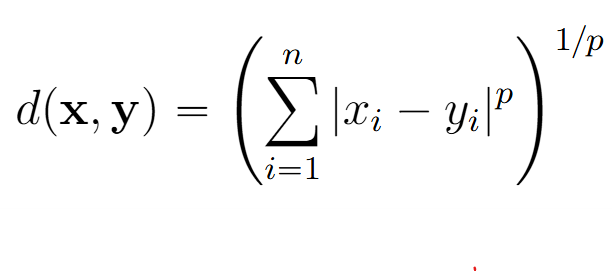 d(x, y) = (∑_{i=1}^{n} |x_i − y_i|^p)^{1/p}